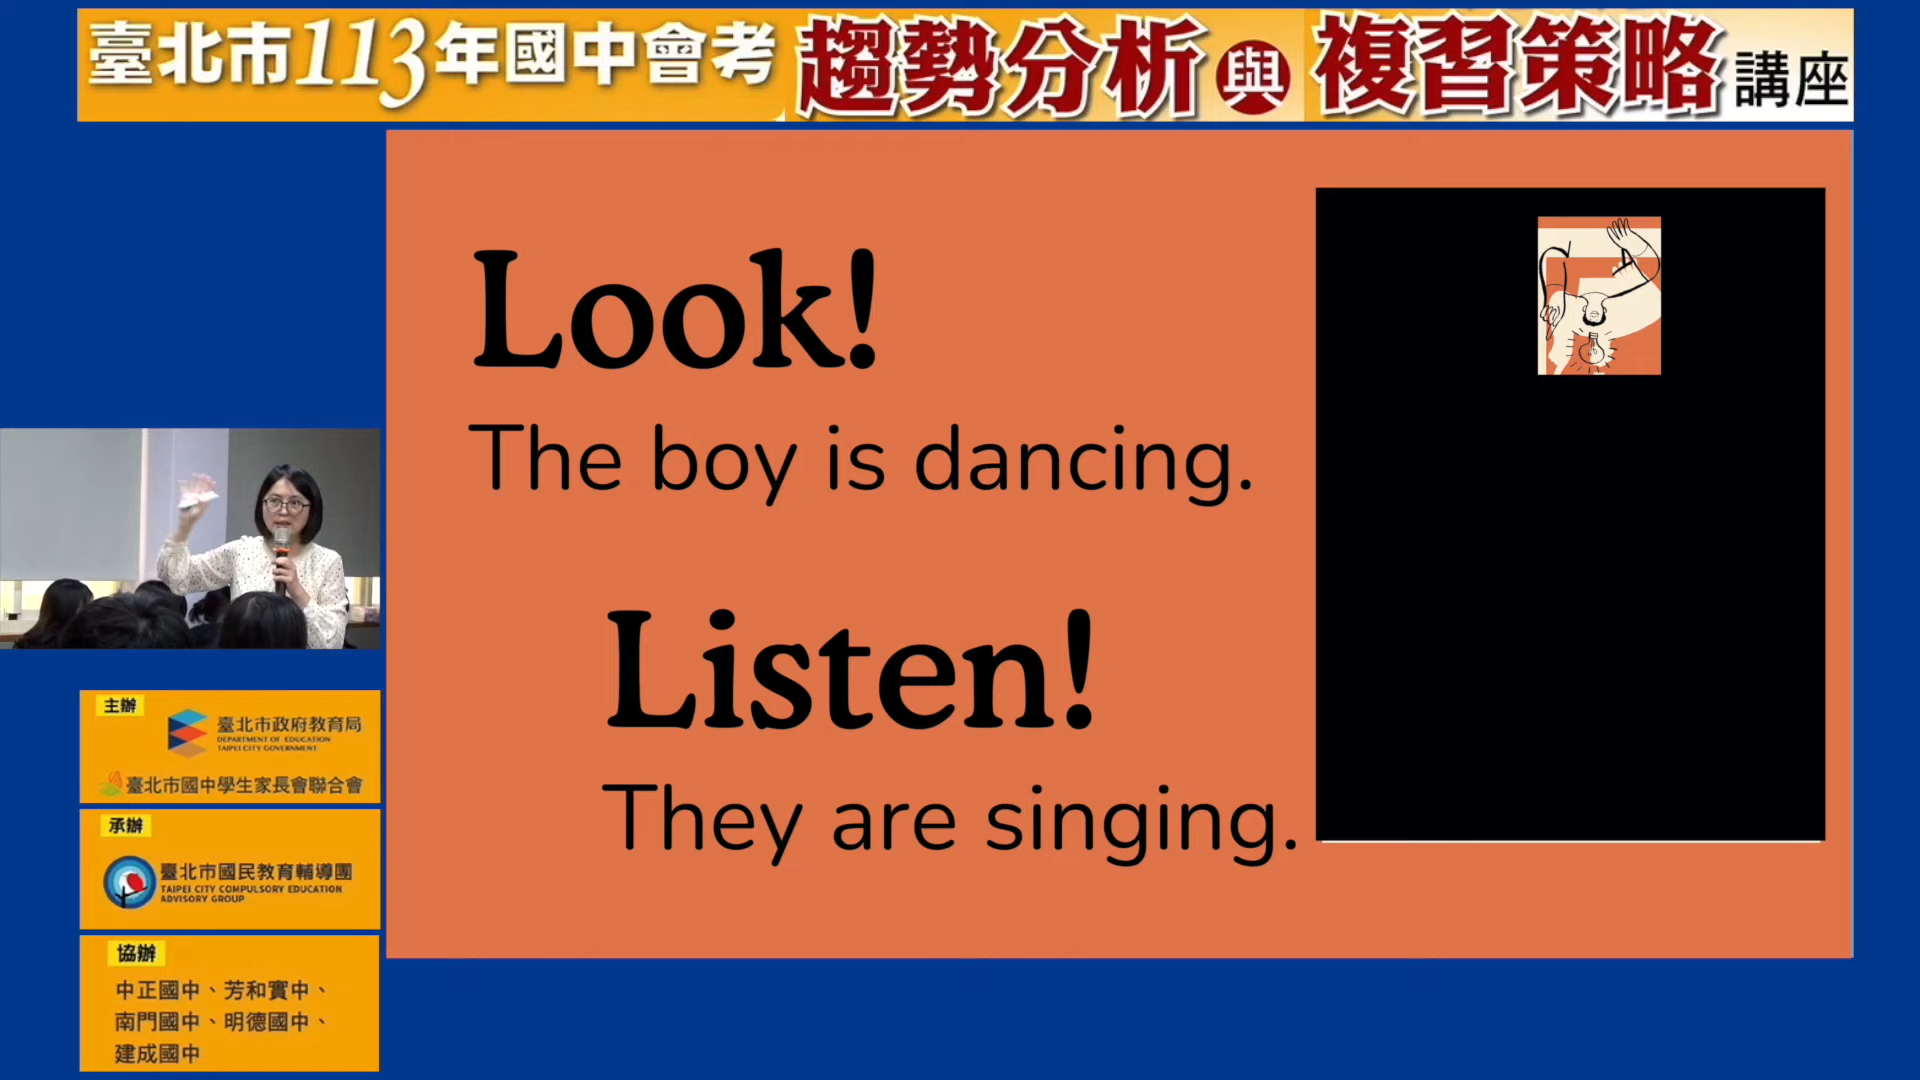 臺北市113年國中會考 趨勢分析與複習策略講座
Look!
The boy is dancing.
Listen!
They are singing.
主辦
臺北市政府教育局
DEPARTMENT OF EDUCATION
TAIPEI CITY GOVERNMENT
臺北市國中學生家長會聯合會
承辦
臺北市國民教育輔導團
TAIPEI CITY COMPULSORY EDUCATION
ADVISORY GROUP
協辦
中正國中、芳和實中、
南門國中、明德國中、
建成國中